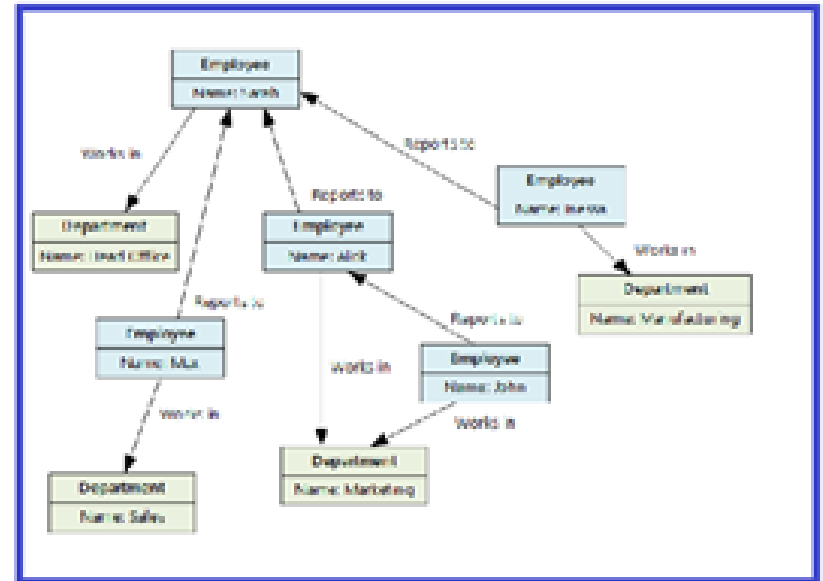 Employee
Name: Sarah
Works in
Reports to
Employee
Name:
Reports to
Department
Name: Head Office
Employee
Name: Alex
Works in
Department
Name: Manufacturing
Reports to
Employee
Name: Max
Reports to
Employee
Name: John
Works in
Works in
Works in
Department
Name: Marketing
Department
Name: Sales